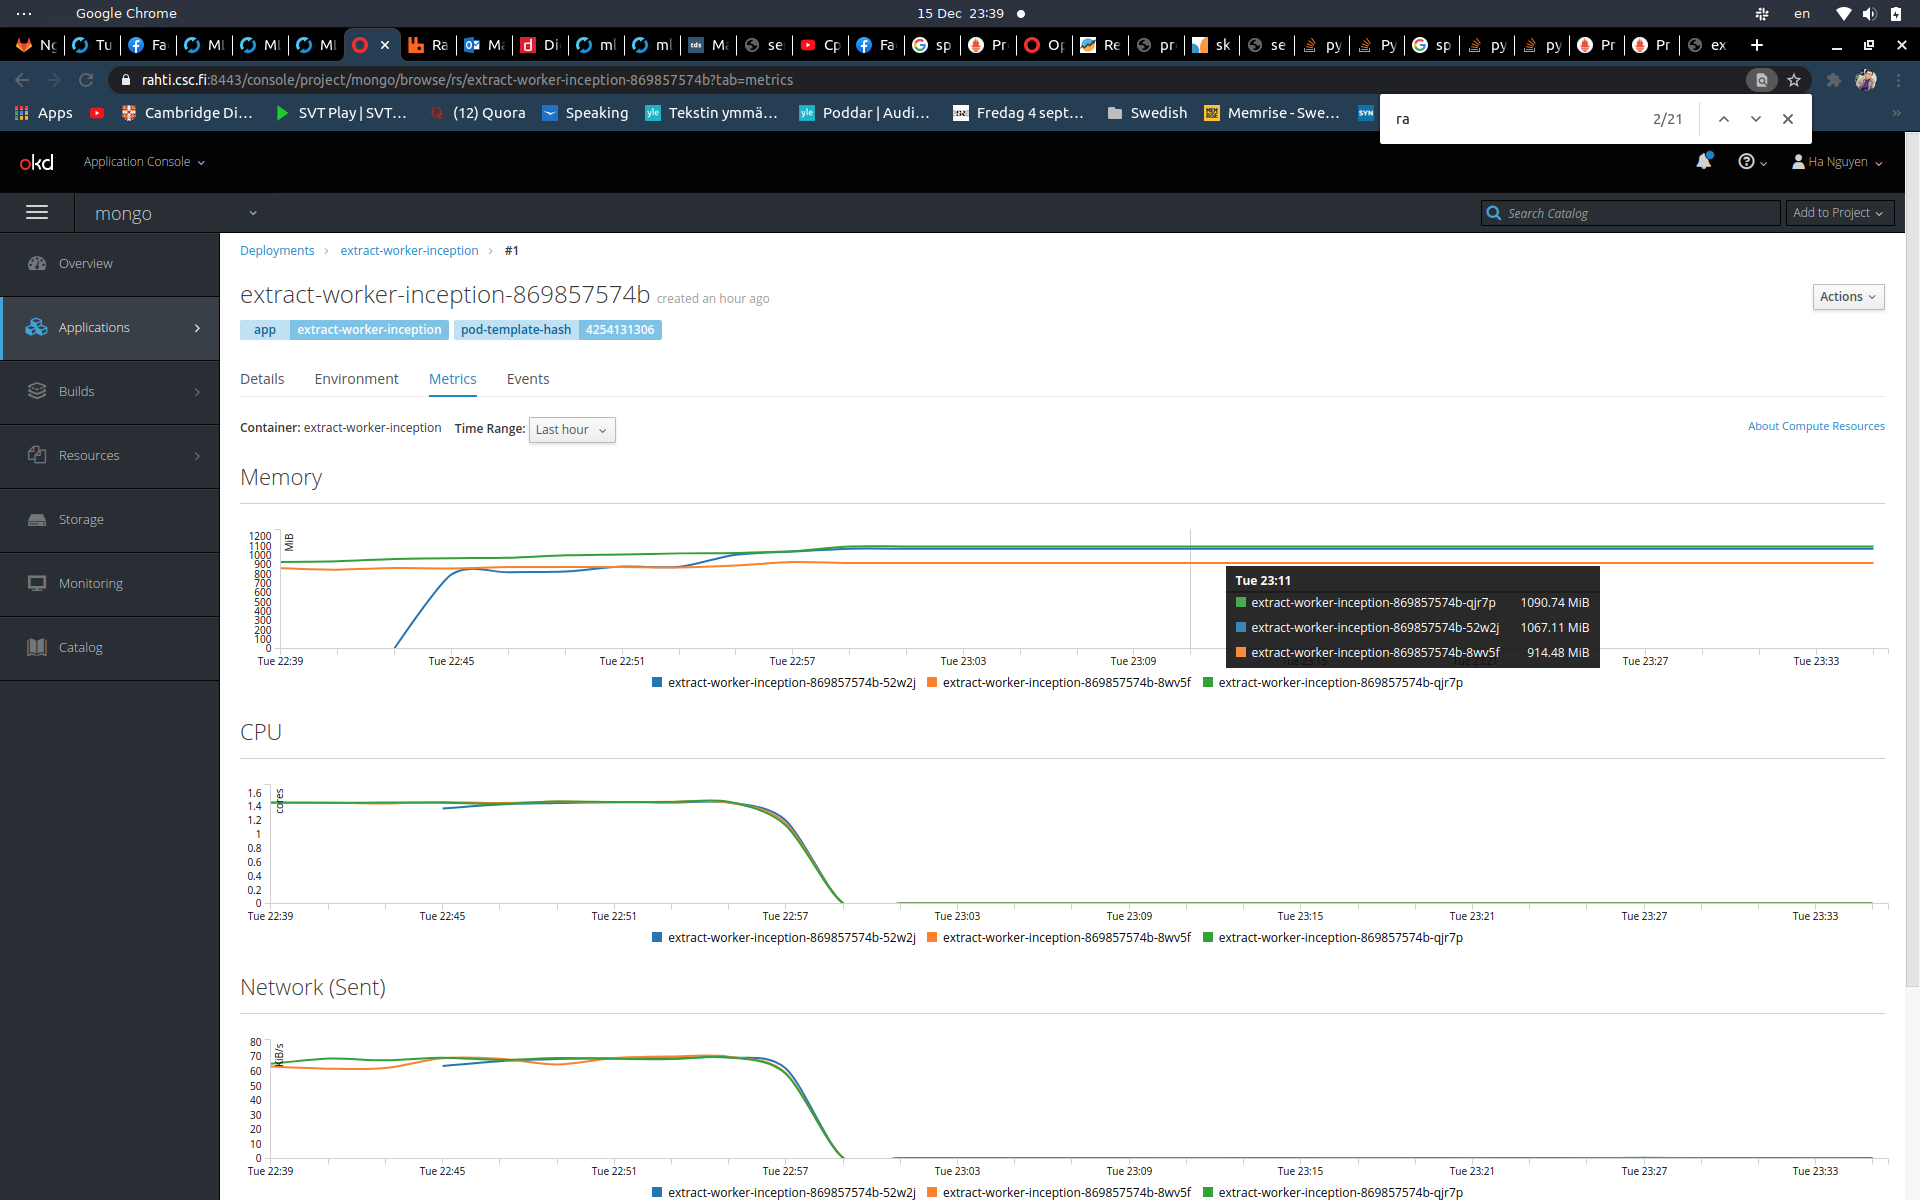 Google Chrome 15 Dec 23:39 en
Ng Tu Fa MI MI MI Ra Ma Di ml ml Ma se Cp Fa sp Pr Op Re pr sk se py Py sp py py Pr Pr ex
rahti.csc.fi:8443/console/project/mongo/browse/rs/extract-worker-inception-869857574b?tab=metrics
Apps Cambridge Di... SVT Play | SVT... (12) Quora Speaking Tekstin ymmä... Poddar | Audi... Fredag 4 sept... Swedish Memrise - Swe... SYN
ra 2/21
okd Application Console Ha Nguyen
mongo Search Catalog Add to Project
Overview
Applications
Builds
Resources
Storage
Monitoring
Catalog
Deployments extract-worker-inception #1
extract-worker-inception-869857574b created an hour ago
Actions
app extract-worker-inception pod-template-hash 4254131306
Details Environment Metrics Events
Container: extract-worker-inception Time Range: Last hour
About Compute Resources
Memory
1200
1100
1000
900
800
700
600
500
400
300
200
100
0
MiB
Tue 23:11
extract-worker-inception-869857574b-qjr7p 1090.74 MiB
extract-worker-inception-869857574b-52w2j 1067.11 MiB
extract-worker-inception-869857574b-8wv5f 914.48 MiB
Tue 22:39 Tue 22:45 Tue 22:51 Tue 22:57 Tue 23:03 Tue 23:09 Tue 23:15 Tue 23:21 Tue 23:27 Tue 23:33
extract-worker-inception-869857574b-52w2j extract-worker-inception-869857574b-8wv5f extract-worker-inception-869857574b-qjr7p
CPU
1.6
1.4
1.2
1
0.8
0.6
0.4
0.2
0
cores
Tue 22:39 Tue 22:45 Tue 22:51 Tue 22:57 Tue 23:03 Tue 23:09 Tue 23:15 Tue 23:21 Tue 23:27 Tue 23:33
extract-worker-inception-869857574b-52w2j extract-worker-inception-869857574b-8wv5f extract-worker-inception-869857574b-qjr7p
Network (Sent)
80
70
60
50
40
30
20
10
0
KiB/s
Tue 22:39 Tue 22:45 Tue 22:51 Tue 22:57 Tue 23:03 Tue 23:09 Tue 23:15 Tue 23:21 Tue 23:27 Tue 23:33
extract-worker-inception-869857574b-52w2j extract-worker-inception-869857574b-8wv5f extract-worker-inception-869857574b-qjr7p